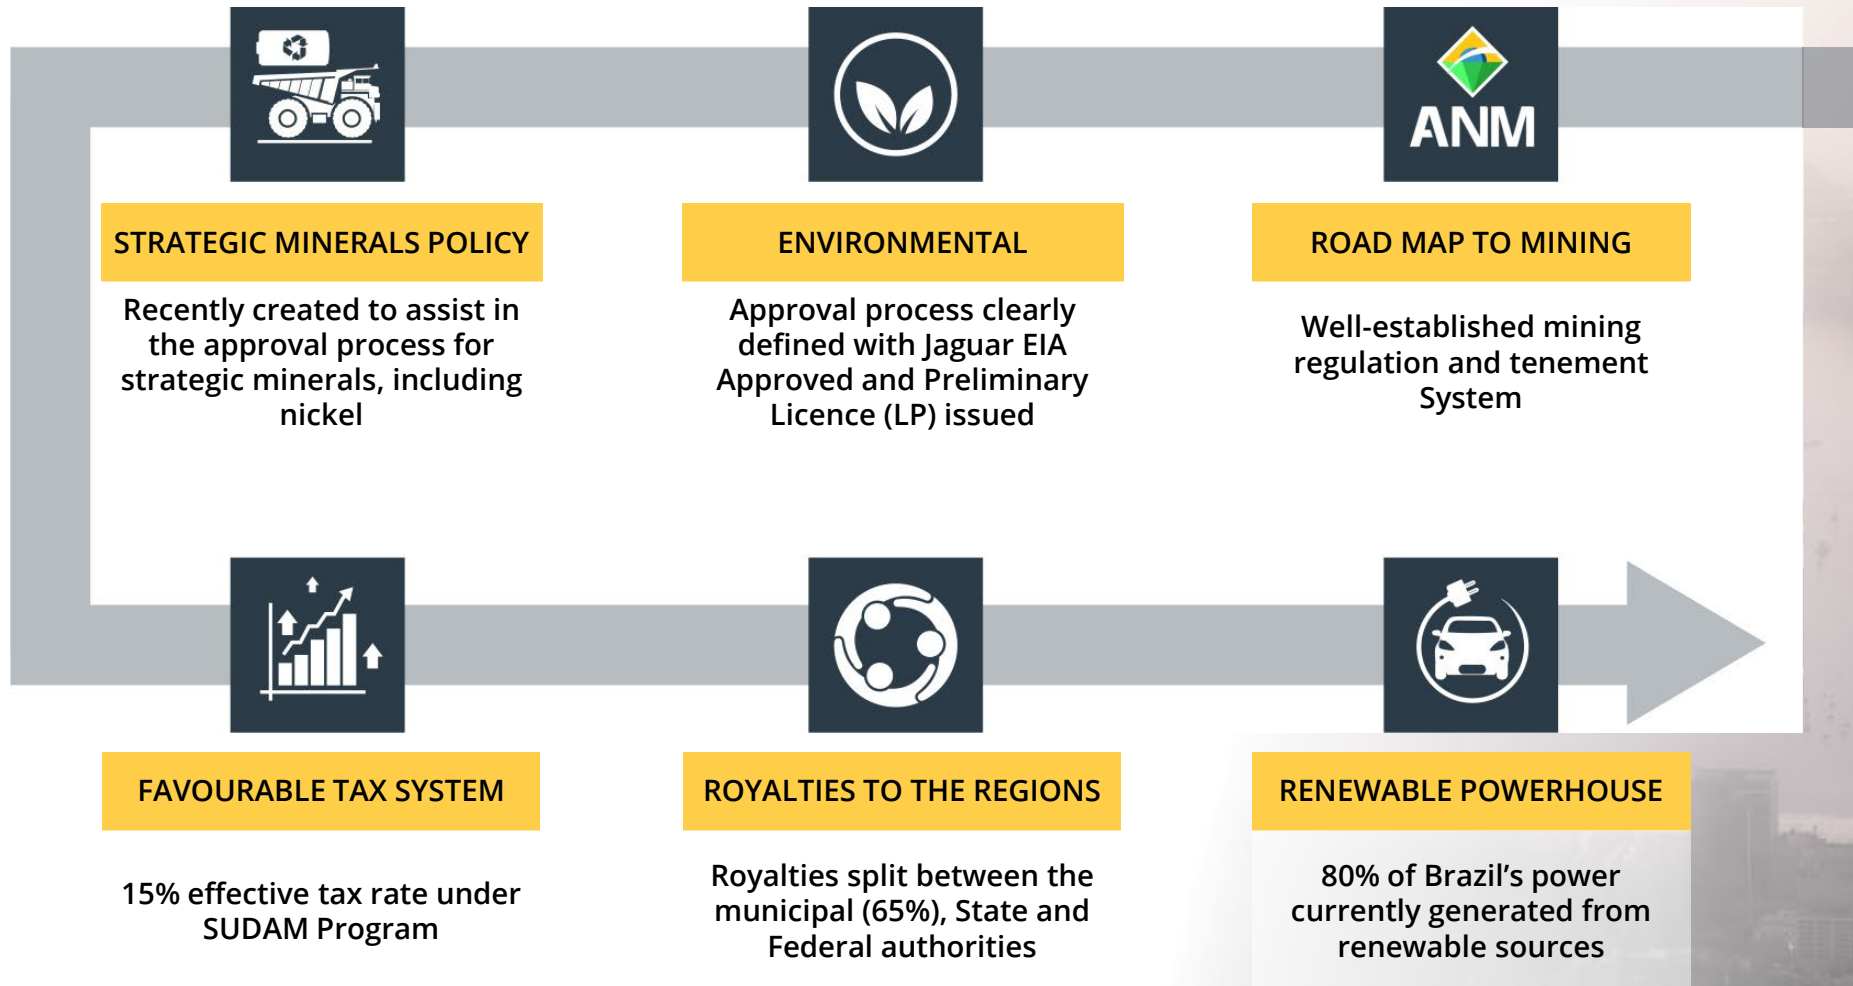 ANM
STRATEGIC MINERALS POLICY
Recently created to assist in
the approval process for
strategic minerals, including
nickel
ENVIRONMENTAL
Approval process clearly
defined with Jaguar EIA
Approved and Preliminary
Licence (LP) issued
ROAD MAP TO MINING
Well-established mining
regulation and tenement
System
FAVOURABLE TAX SYSTEM
15% effective tax rate under
SUDAM Program
ROYALTIES TO THE REGIONS
Royalties split between the
municipal (65%), State and
Federal authorities
RENEWABLE POWERHOUSE
80% of Brazil’s power
currently generated from
renewable sources